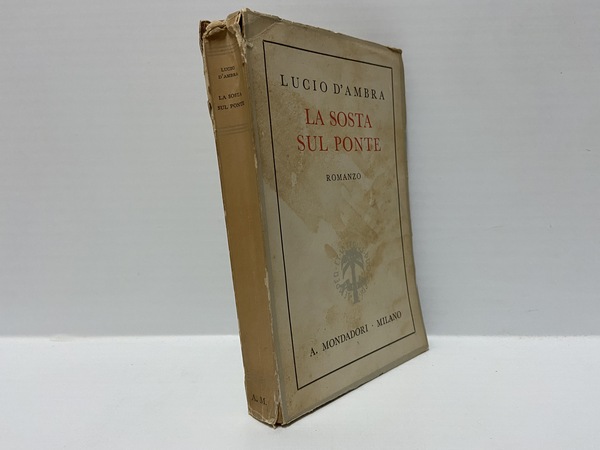 LUCIO
D'AMBRA
LA SOSTA
SUL PONTE
A. M.
LUCIO D'AMBRA
LA SOSTA
SUL PONTE
ROMANZO
A. MONDADORI · MILANO